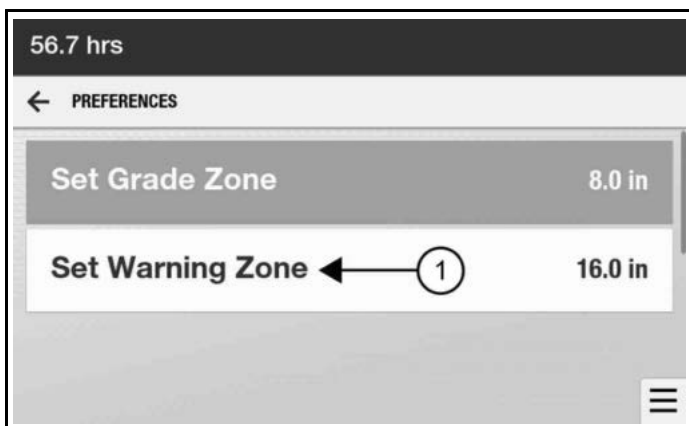 56.7 hrs
← PREFERENCES
Set Grade Zone 8.0 in
Set Warning Zone 1 16.0 in